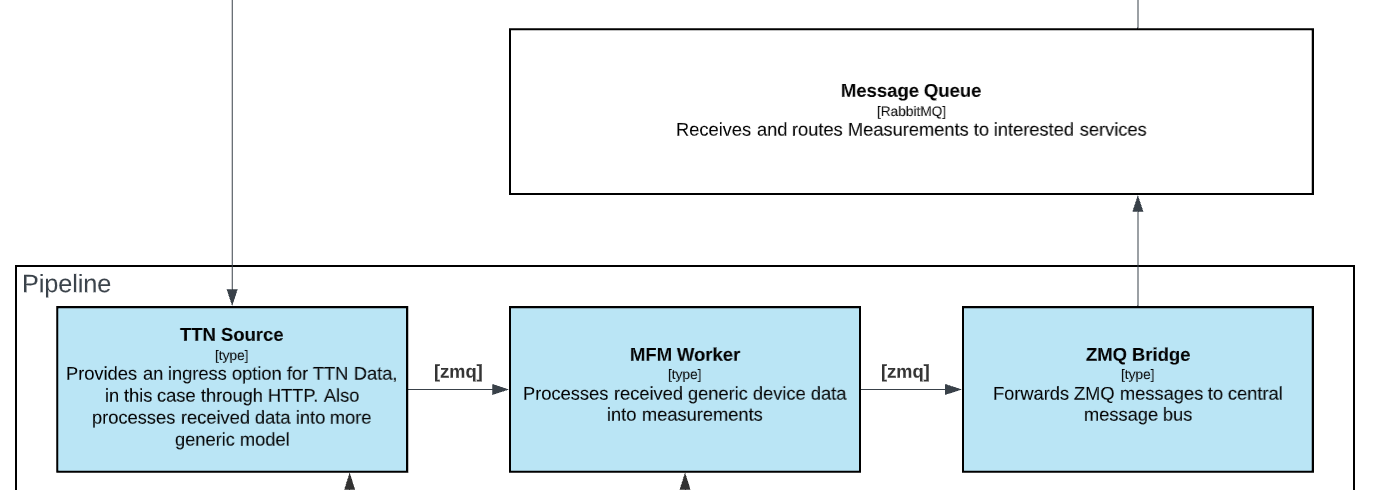 Message Queue
[RabbitMQ]
Receives and routes Measurements to interested services
Pipeline
TTN Source
[type]
Provides an ingress option for TTN Data,
in this case through HTTP. Also
processes received data into more
generic model
[zmq]
MFM Worker
[type]
Processes received generic device data
into measurements
[zmq]
ZMQ Bridge
[type]
Forwards ZMQ messages to central
message bus